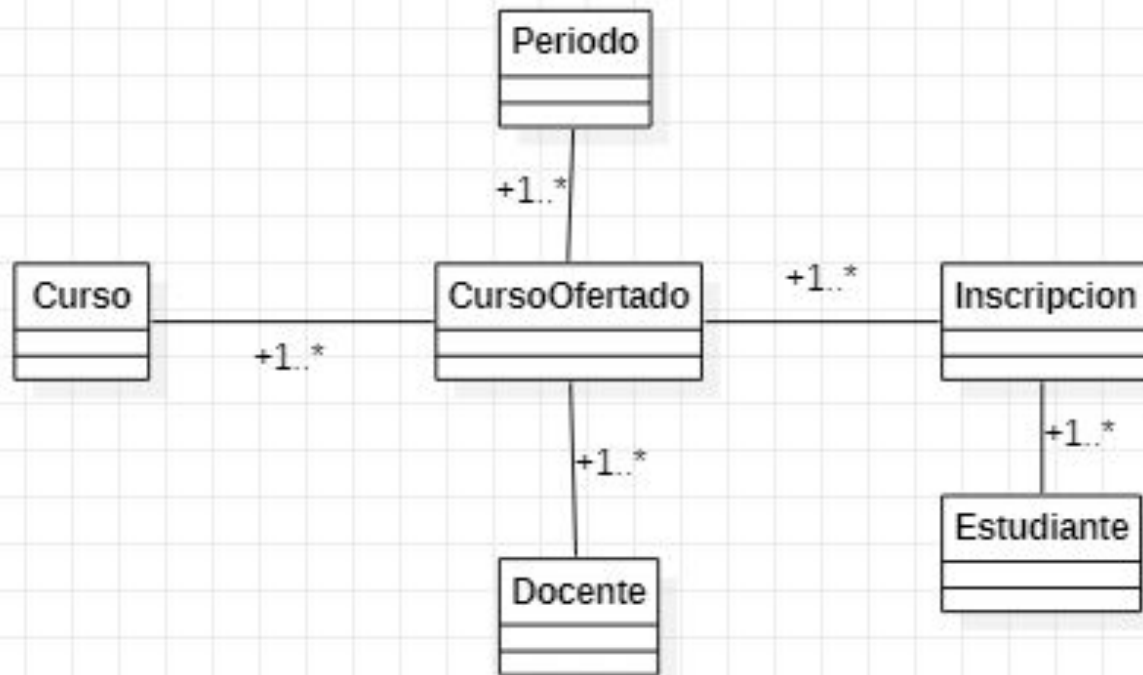 Periodo
+1..*
Curso
CursoOfertado
+1..*
Inscripcion
+1..*
+1..*
+1..*
Estudiante
Docente